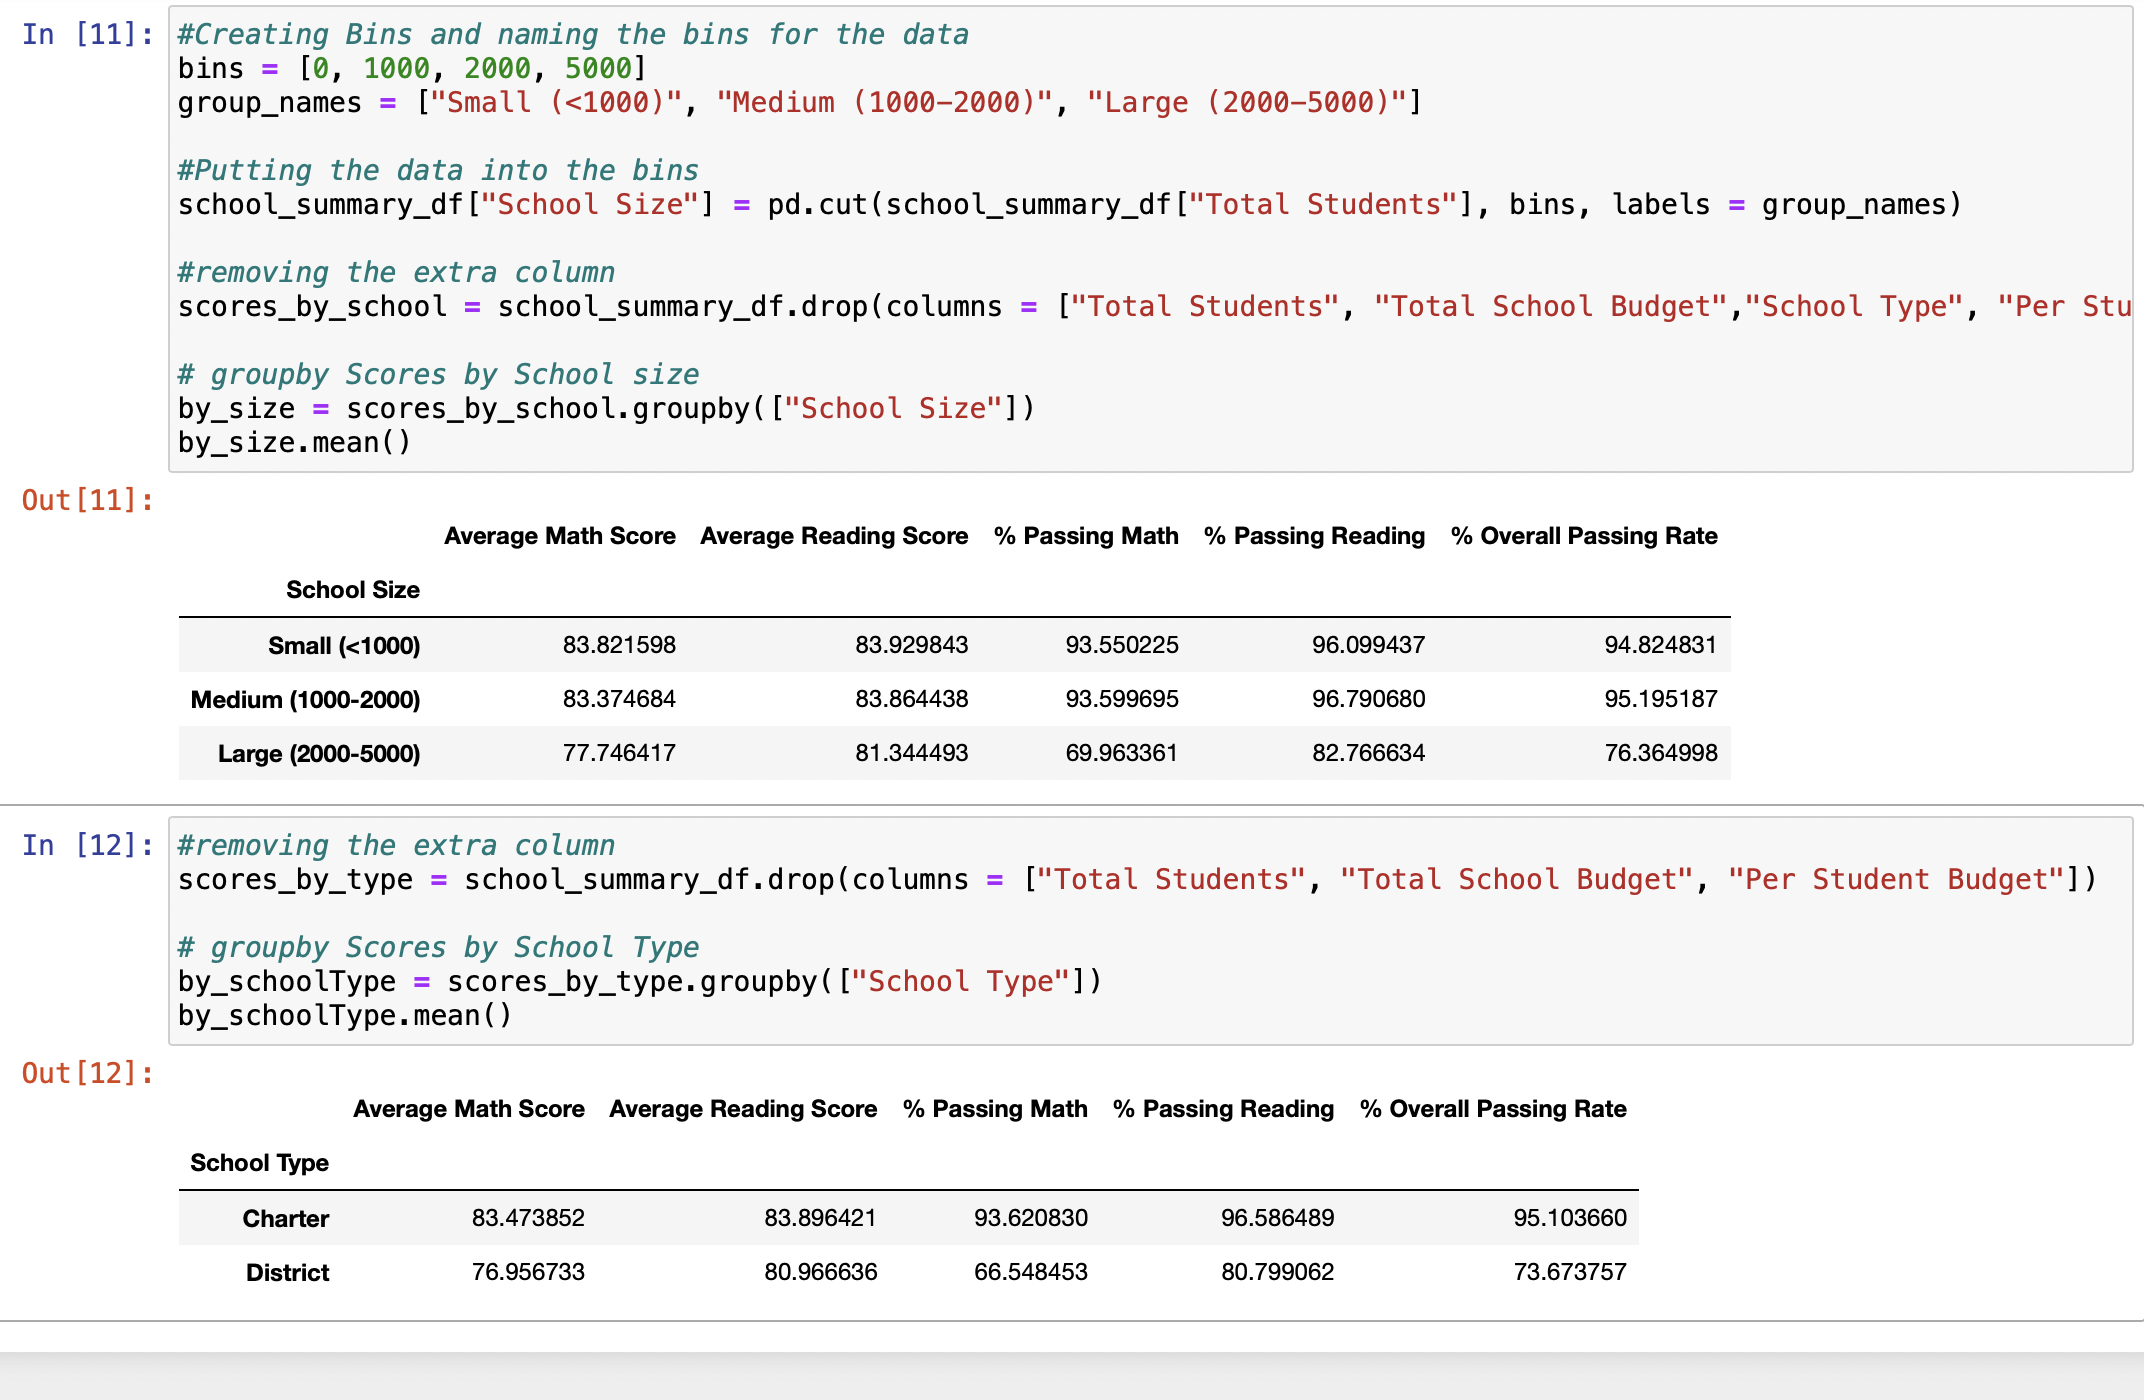 In [11]:
#Creating Bins and naming the bins for the data
bins = [0, 1000, 2000, 5000]
group_names = ["Small (<1000)", "Medium (1000-2000)", "Large (2000-5000)"]
#Putting the data into the bins
school_summary_df["School Size"] = pd.cut(school_summary_df["Total Students"], bins, labels = group_names)
#removing the extra column
scores_by_school = school_summary_df.drop(columns = ["Total Students", "Total School Budget","School Type", "Per Stu
# groupby Scores by School size
by_size = scores_by_school.groupby(["School Size"])
by_size.mean()
Out[11]:
Average Math Score Average Reading Score % Passing Math % Passing Reading % Overall Passing Rate
School Size
Small (<1000) 83.821598 83.929843 93.550225 96.099437 94.824831
Medium (1000-2000) 83.374684 83.864438 93.599695 96.790680 95.195187
Large (2000-5000) 77.746417 81.344493 69.963361 82.766634 76.364998
In [12]:
#removing the extra column
scores_by_type = school_summary_df.drop(columns = ["Total Students", "Total School Budget", "Per Student Budget"])
# groupby Scores by School Type
by_schoolType = scores_by_type.groupby(["School Type"])
by_schoolType.mean()
Out[12]:
Average Math Score Average Reading Score % Passing Math % Passing Reading % Overall Passing Rate
School Type
Charter 83.473852 83.896421 93.620830 96.586489 95.103660
District 76.956733 80.966636 66.548453 80.799062 73.673757